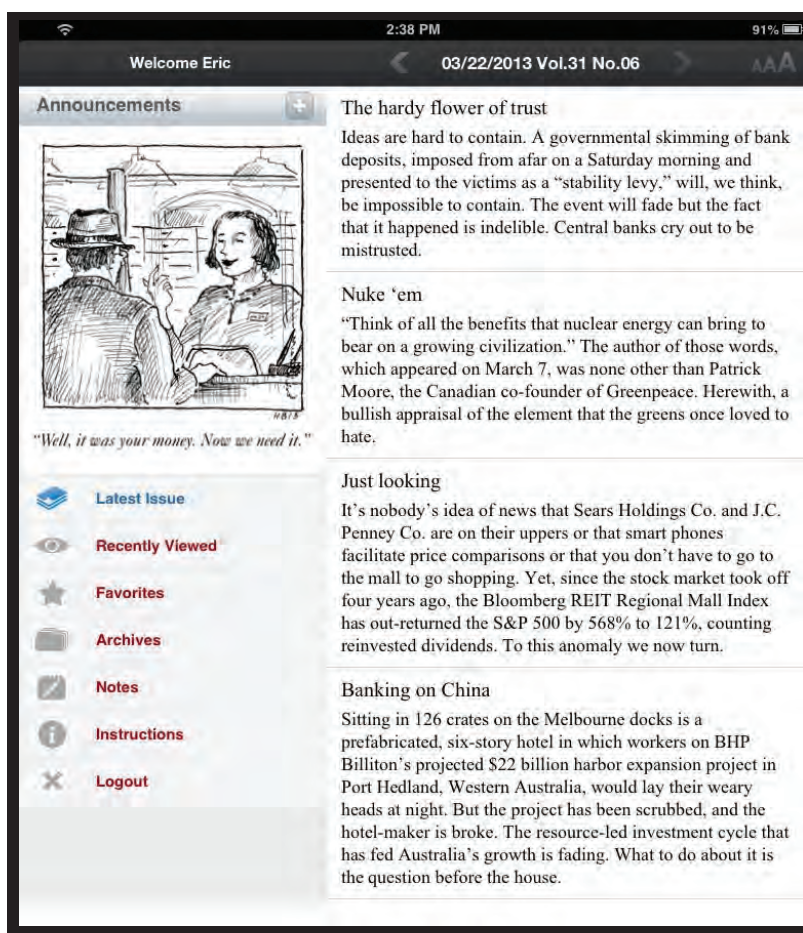 2:38 PM
91%
Welcome Eric
03/22/2013 Vol.31 No.06
AAA
Announcements
HBIB
“Well, it was your money. Now we need it.”
Latest Issue
Recently Viewed
Favorites
Archives
Notes
Instructions
Logout
The hardy flower of trust
Ideas are hard to contain. A governmental skimming of bank
deposits, imposed from afar on a Saturday morning and
presented to the victims as a “stability levy,” will, we think,
be impossible to contain. The event will fade but the fact
that it happened is indelible. Central banks cry out to be
mistrusted.
Nuke ‘em
“Think of all the benefits that nuclear energy can bring to
bear on a growing civilization.” The author of those words,
which appeared on March 7, was none other than Patrick
Moore, the Canadian co-founder of Greenpeace. Herewith, a
bullish appraisal of the element that the greens once loved to
hate.
Just looking
It’s nobody’s idea of news that Sears Holdings Co. and J.C.
Penney Co. are on their uppers or that smart phones
facilitate price comparisons or that you don’t have to go to
the mall to go shopping. Yet, since the stock market took off
four years ago, the Bloomberg REIT Regional Mall Index
has out-returned the S&P 500 by 568% to 121%, counting
reinvested dividends. To this anomaly we now turn.
Banking on China
Sitting in 126 crates on the Melbourne docks is a
prefabricated, six-story hotel in which workers on BHP
Billiton’s projected $22 billion harbor expansion project in
Port Hedland, Western Australia, would lay their weary
heads at night. But the project has been scrubbed, and the
hotel-maker is broke. The resource-led investment cycle that
has fed Australia’s growth is fading. What to do about it is
the question before the house.